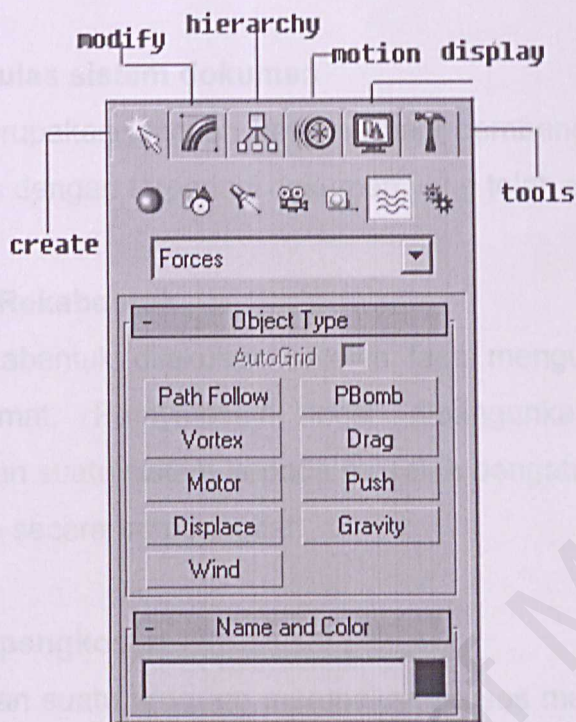 hierarchy
modify
motion display
tools
create
Forces
- Object Type
AutoGrid
Path Follow PBomb
Vortex Drag
Motor Push
Displace Gravity
Wind
- Name and Color